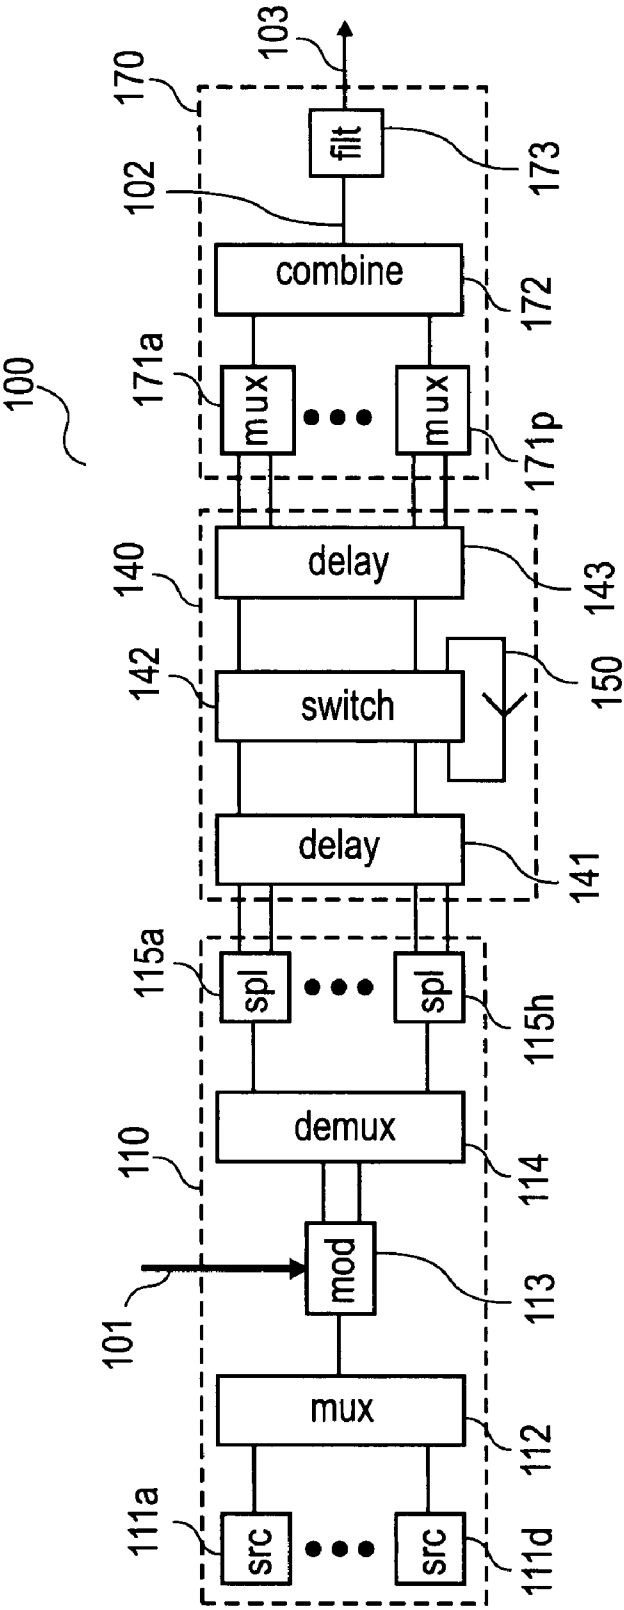 100
110
101
111a
src
111d
src
mux
112
mod
113
demux
114
115a
spl
115h
spl
140
delay
141
142
switch
150
delay
143
170
171a
mux
171p
mux
combine
172
102
filt
173
103